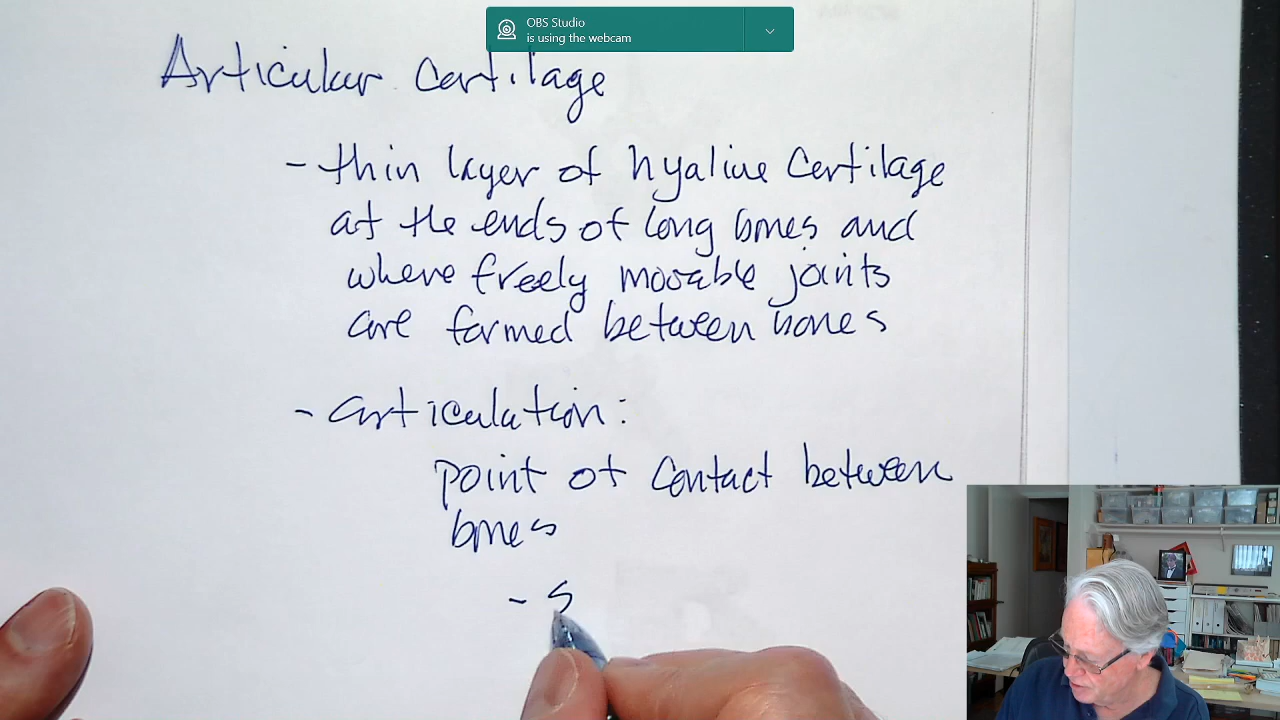 OBS Studio
is using the webcam
Articular Cartilage
- thin layer of hyaline Cartilage
at the ends of long bones and
where freely movable joints
are formed between bones
- articulation:
point of contact between
bones
- S